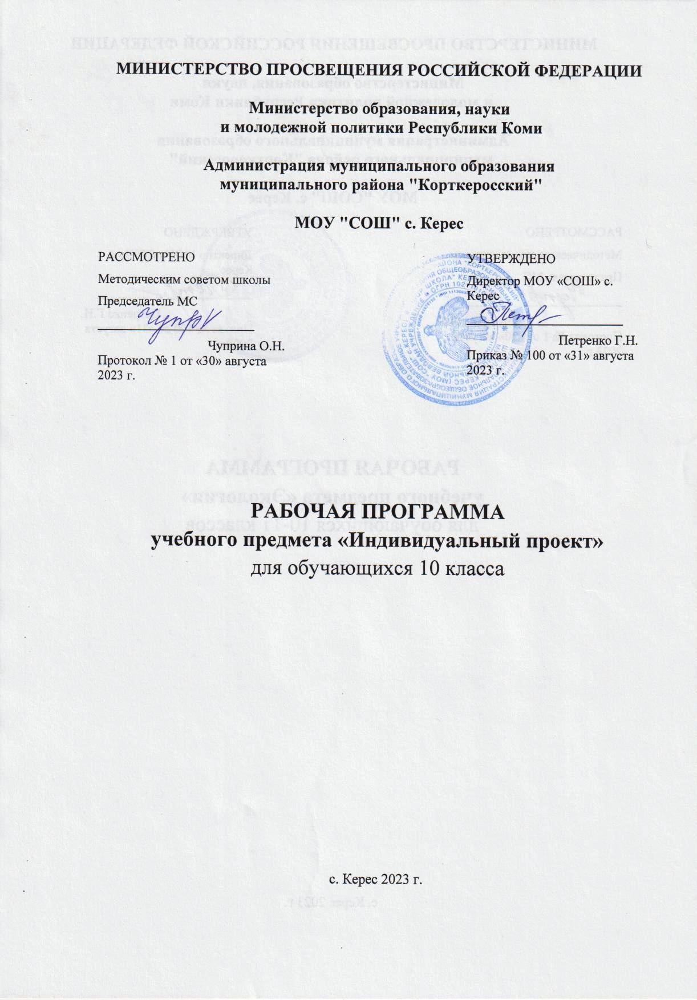 МИНИСТЕРСТВО ПРОСВЕЩЕНИЯ РОССИЙСКОЙ ФЕДЕРАЦИИ
Министерство образования, науки
и молодежной политики Республики Коми
Администрация муниципального образования
муниципального района "Корткеросский"
МОУ "СОШ" с. Керес
РАССМОТРЕНО
Методическим советом школы
Председатель МС
Чуприна О.Н.
Протокол № 1 от «30» августа
2023 г.
УТВЕРЖДЕНО
Директор МОУ «СОШ» с.
Керес
Петренко Г.Н.
Приказ № 100 от «31» августа
2023 г.
РАБОЧАЯ ПРОГРАММА
учебного предмета «Индивидуальный проект»
для обучающихся 10 класса
с. Керес 2023 г.